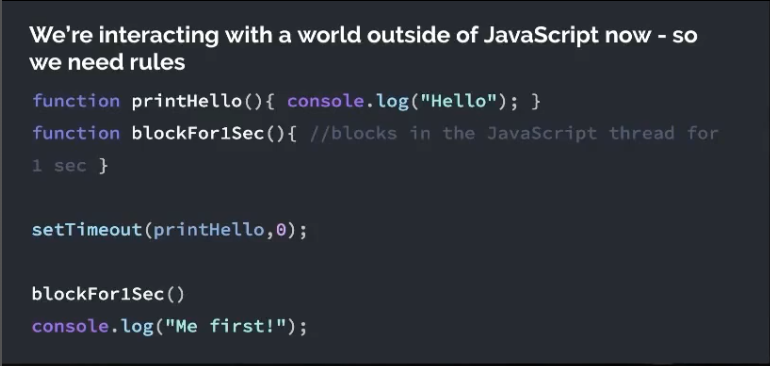 We're interacting with a world outside of JavaScript now - so
we need rules
function printHello(){ console.log("Hello"); }
function blockFor1Sec(){ //blocks in the JavaScript thread for
1 sec }
setTimeout(printHello,0);
blockFor1Sec()
console.log("Me first!");